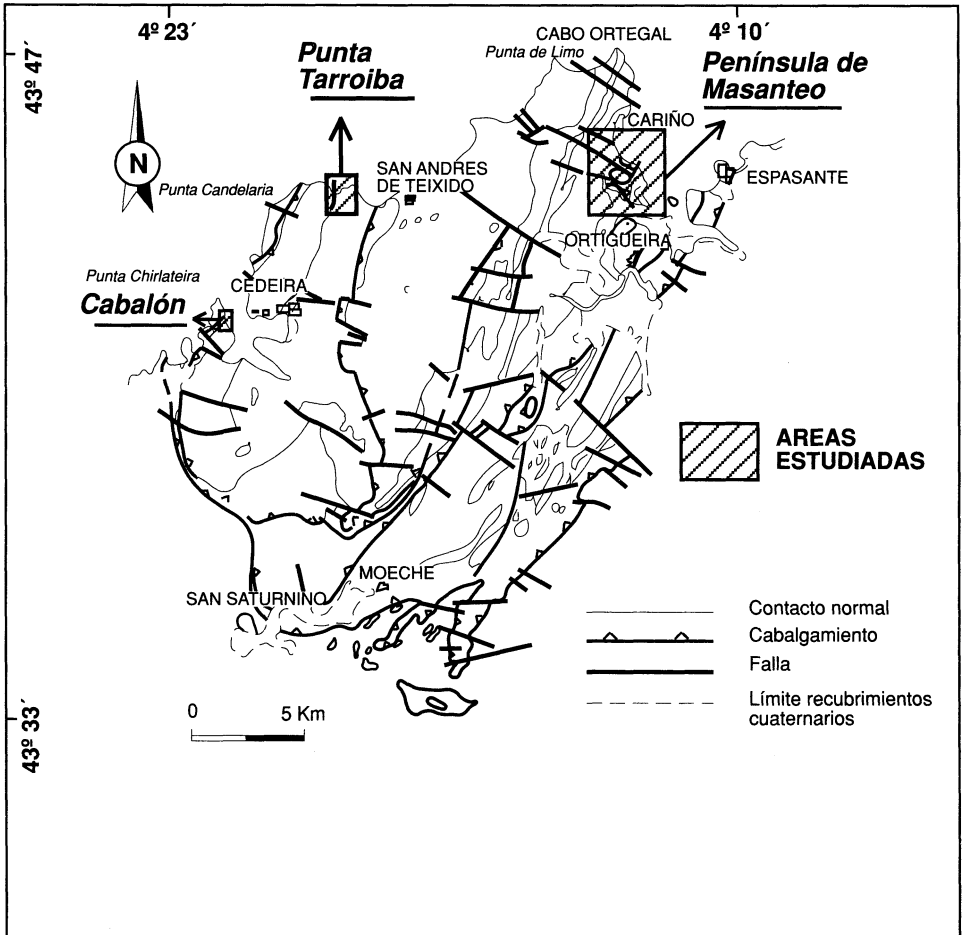 4º 23´
4º 10´
43º 47´
43º 33´
N
CABO ORTEGAL
Punta de Limo
Punta
Tarroiba
Península de
Masanteo
CARIÑO
SAN ANDRES
DE TEIXIDO
ESPASANTE
Punta Candelaria
ORTIGUEIRA
Punta Chirlateira
CEDEIRA
Cabalón
AREAS
ESTUDIADAS
MOECHE
SAN SATURNINO
Contacto normal
Cabalgamiento
Falla
Límite recubrimientos
cuaternarios
0
5 Km